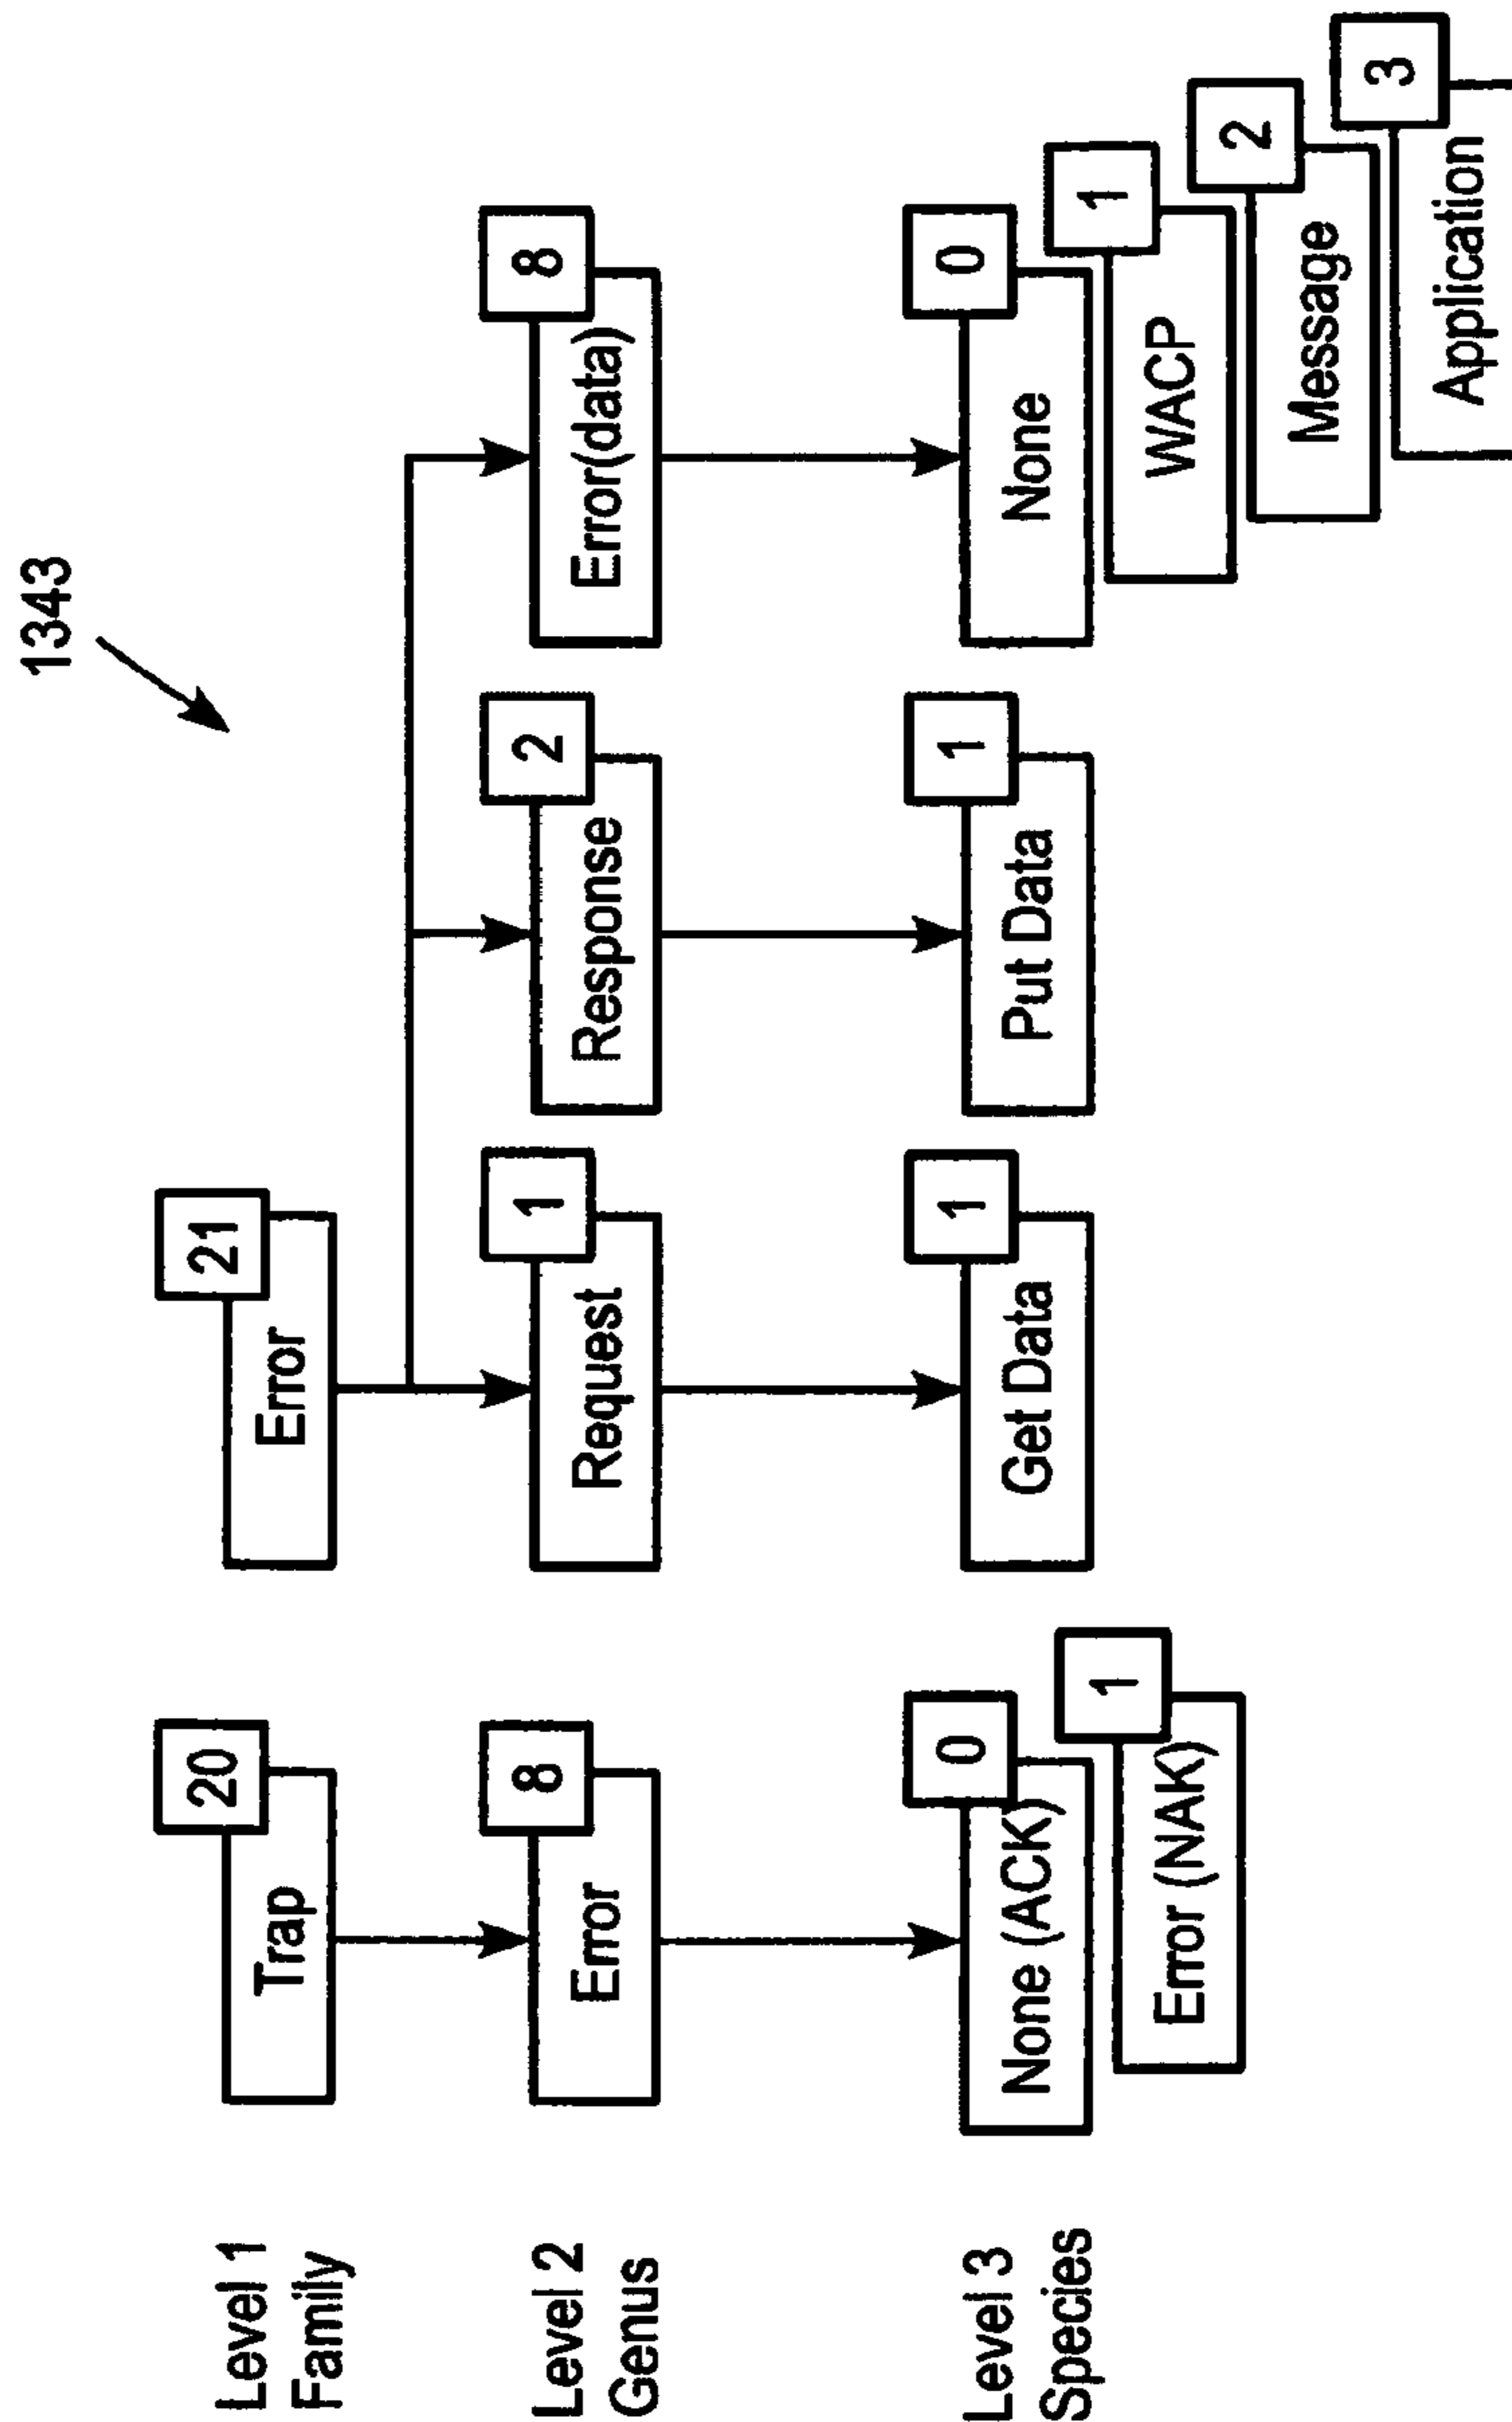 1343
Level 1
Family
Trap
20
Error
21
Level 2
Genus
Error
8
Request
1
Response
2
Error(data)
8
Level 3
Species
None (ACK)
0
Error (NAK)
1
Get Data
1
Put Data
1
None
0
WACP
1
Message
2
Application
3